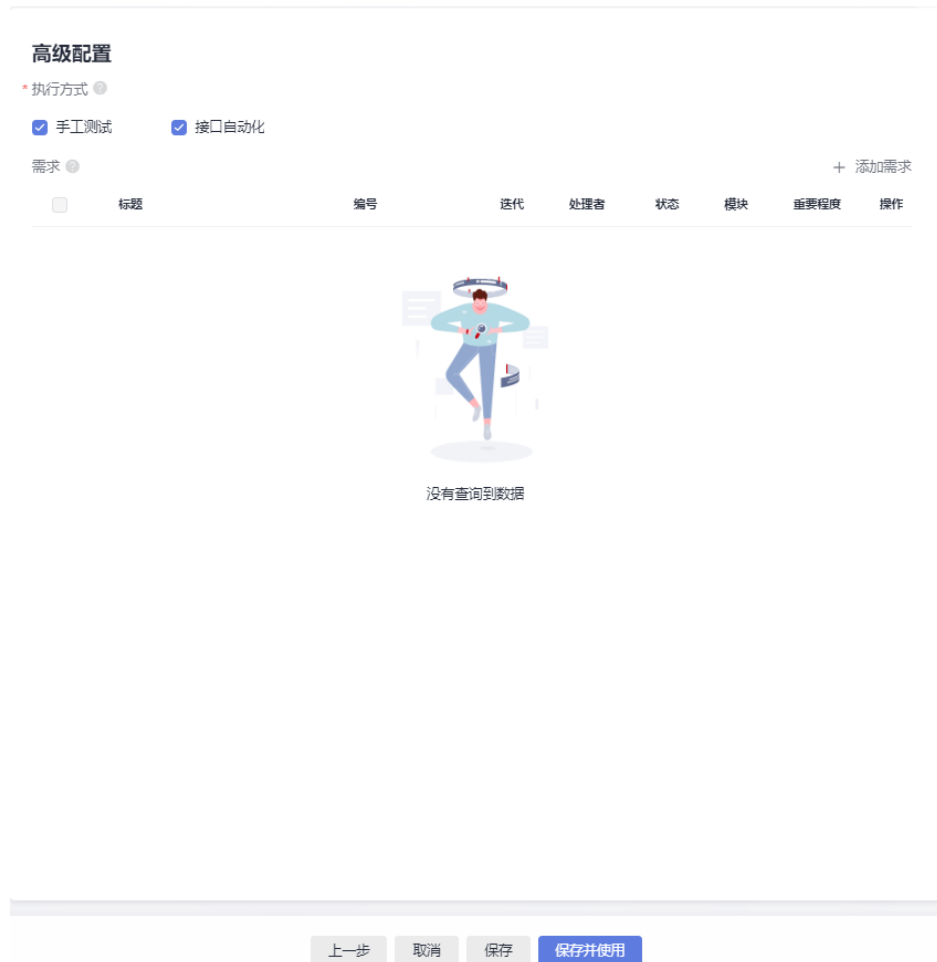 高级配置
* 执行方式 ?
手工测试 接口自动化
需求 ? + 添加需求
标题 编号 迭代 处理者 状态 模块 重要程度 操作
没有查询到数据
上一步 取消 保存 保存并使用